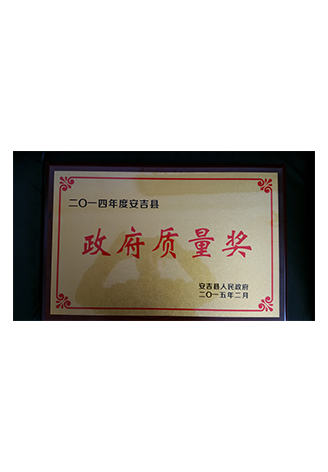 二〇一四年度安吉县
政府质量奖
安吉县人民政府
二〇一五年二月